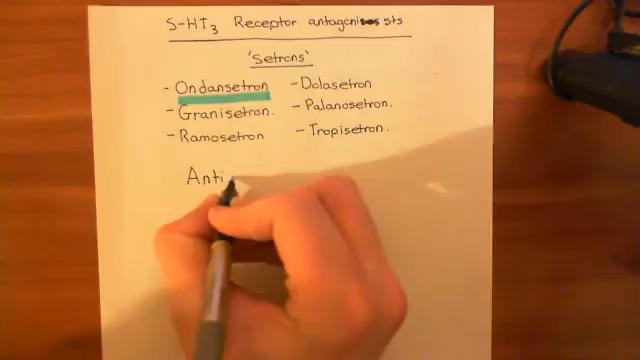 5-HT3 Receptor antagonists
'Setrons'
- Ondansetron - Dolasetron
- Granisetron. - Palanosetron.
- Ramosetron - Tropisetron.
Anti